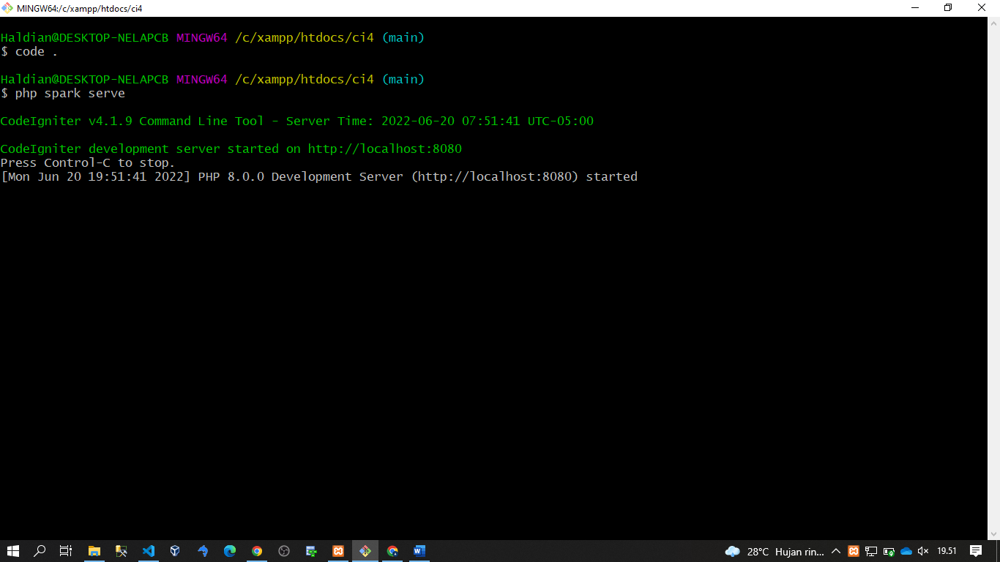 MINGW64:/c/xampp/htdocs/ci4
Haldian@DESKTOP-NELAPCB MINGW64 /c/xampp/htdocs/ci4 (main)
$ code .
Haldian@DESKTOP-NELAPCB MINGW64 /c/xampp/htdocs/ci4 (main)
$ php spark serve
CodeIgniter v4.1.9 Command Line Tool - Server Time: 2022-06-20 07:51:41 UTC-05:00
CodeIgniter development server started on http://localhost:8080
Press Control-C to stop.
[Mon Jun 20 19:51:41 2022] PHP 8.0.0 Development Server (http://localhost:8080) started
28°C Hujan rin... 19.51